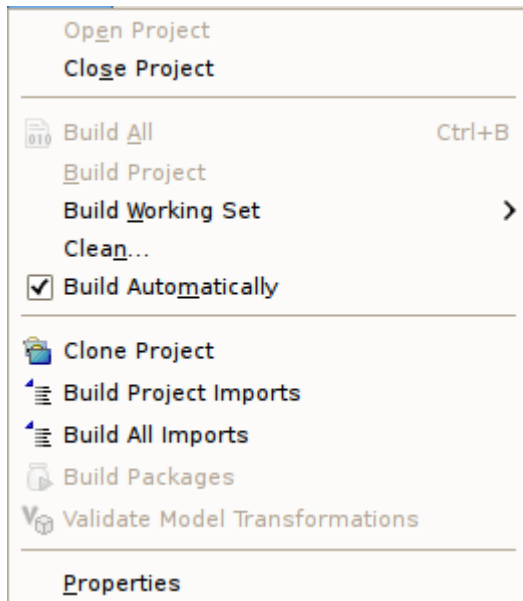 Open Project
Close Project
Build All Ctrl+B
Build Project
Build Working Set
Clean...
Build Automatically
Clone Project
Build Project Imports
Build All Imports
Build Packages
Validate Model Transformations
Properties